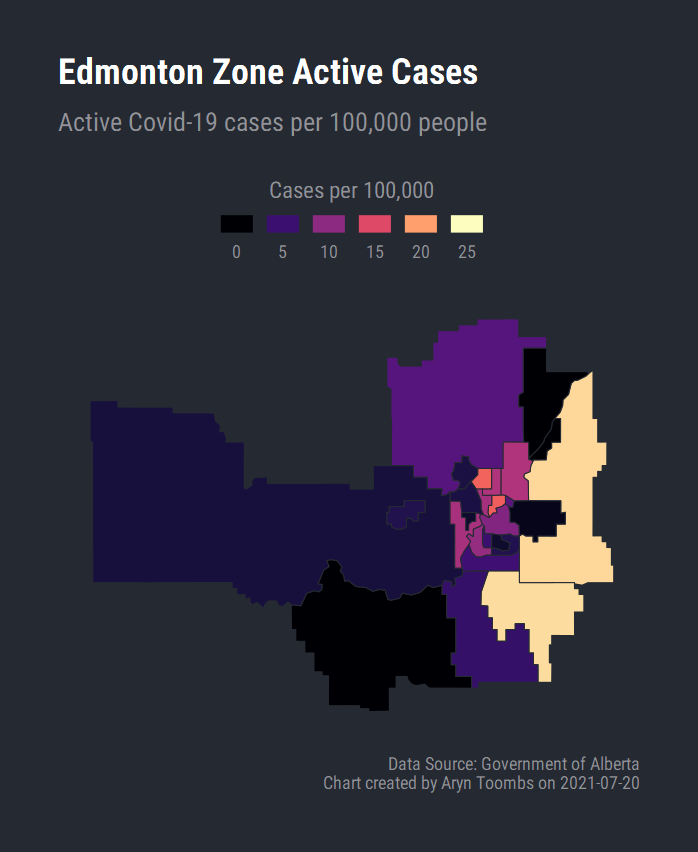 Edmonton Zone Active Cases
Active Covid-19 cases per 100,000 people
Cases per 100,000
0 5 10 15 20 25
Data Source: Government of Alberta
Chart created by Aryn Toombs on 2021-07-20